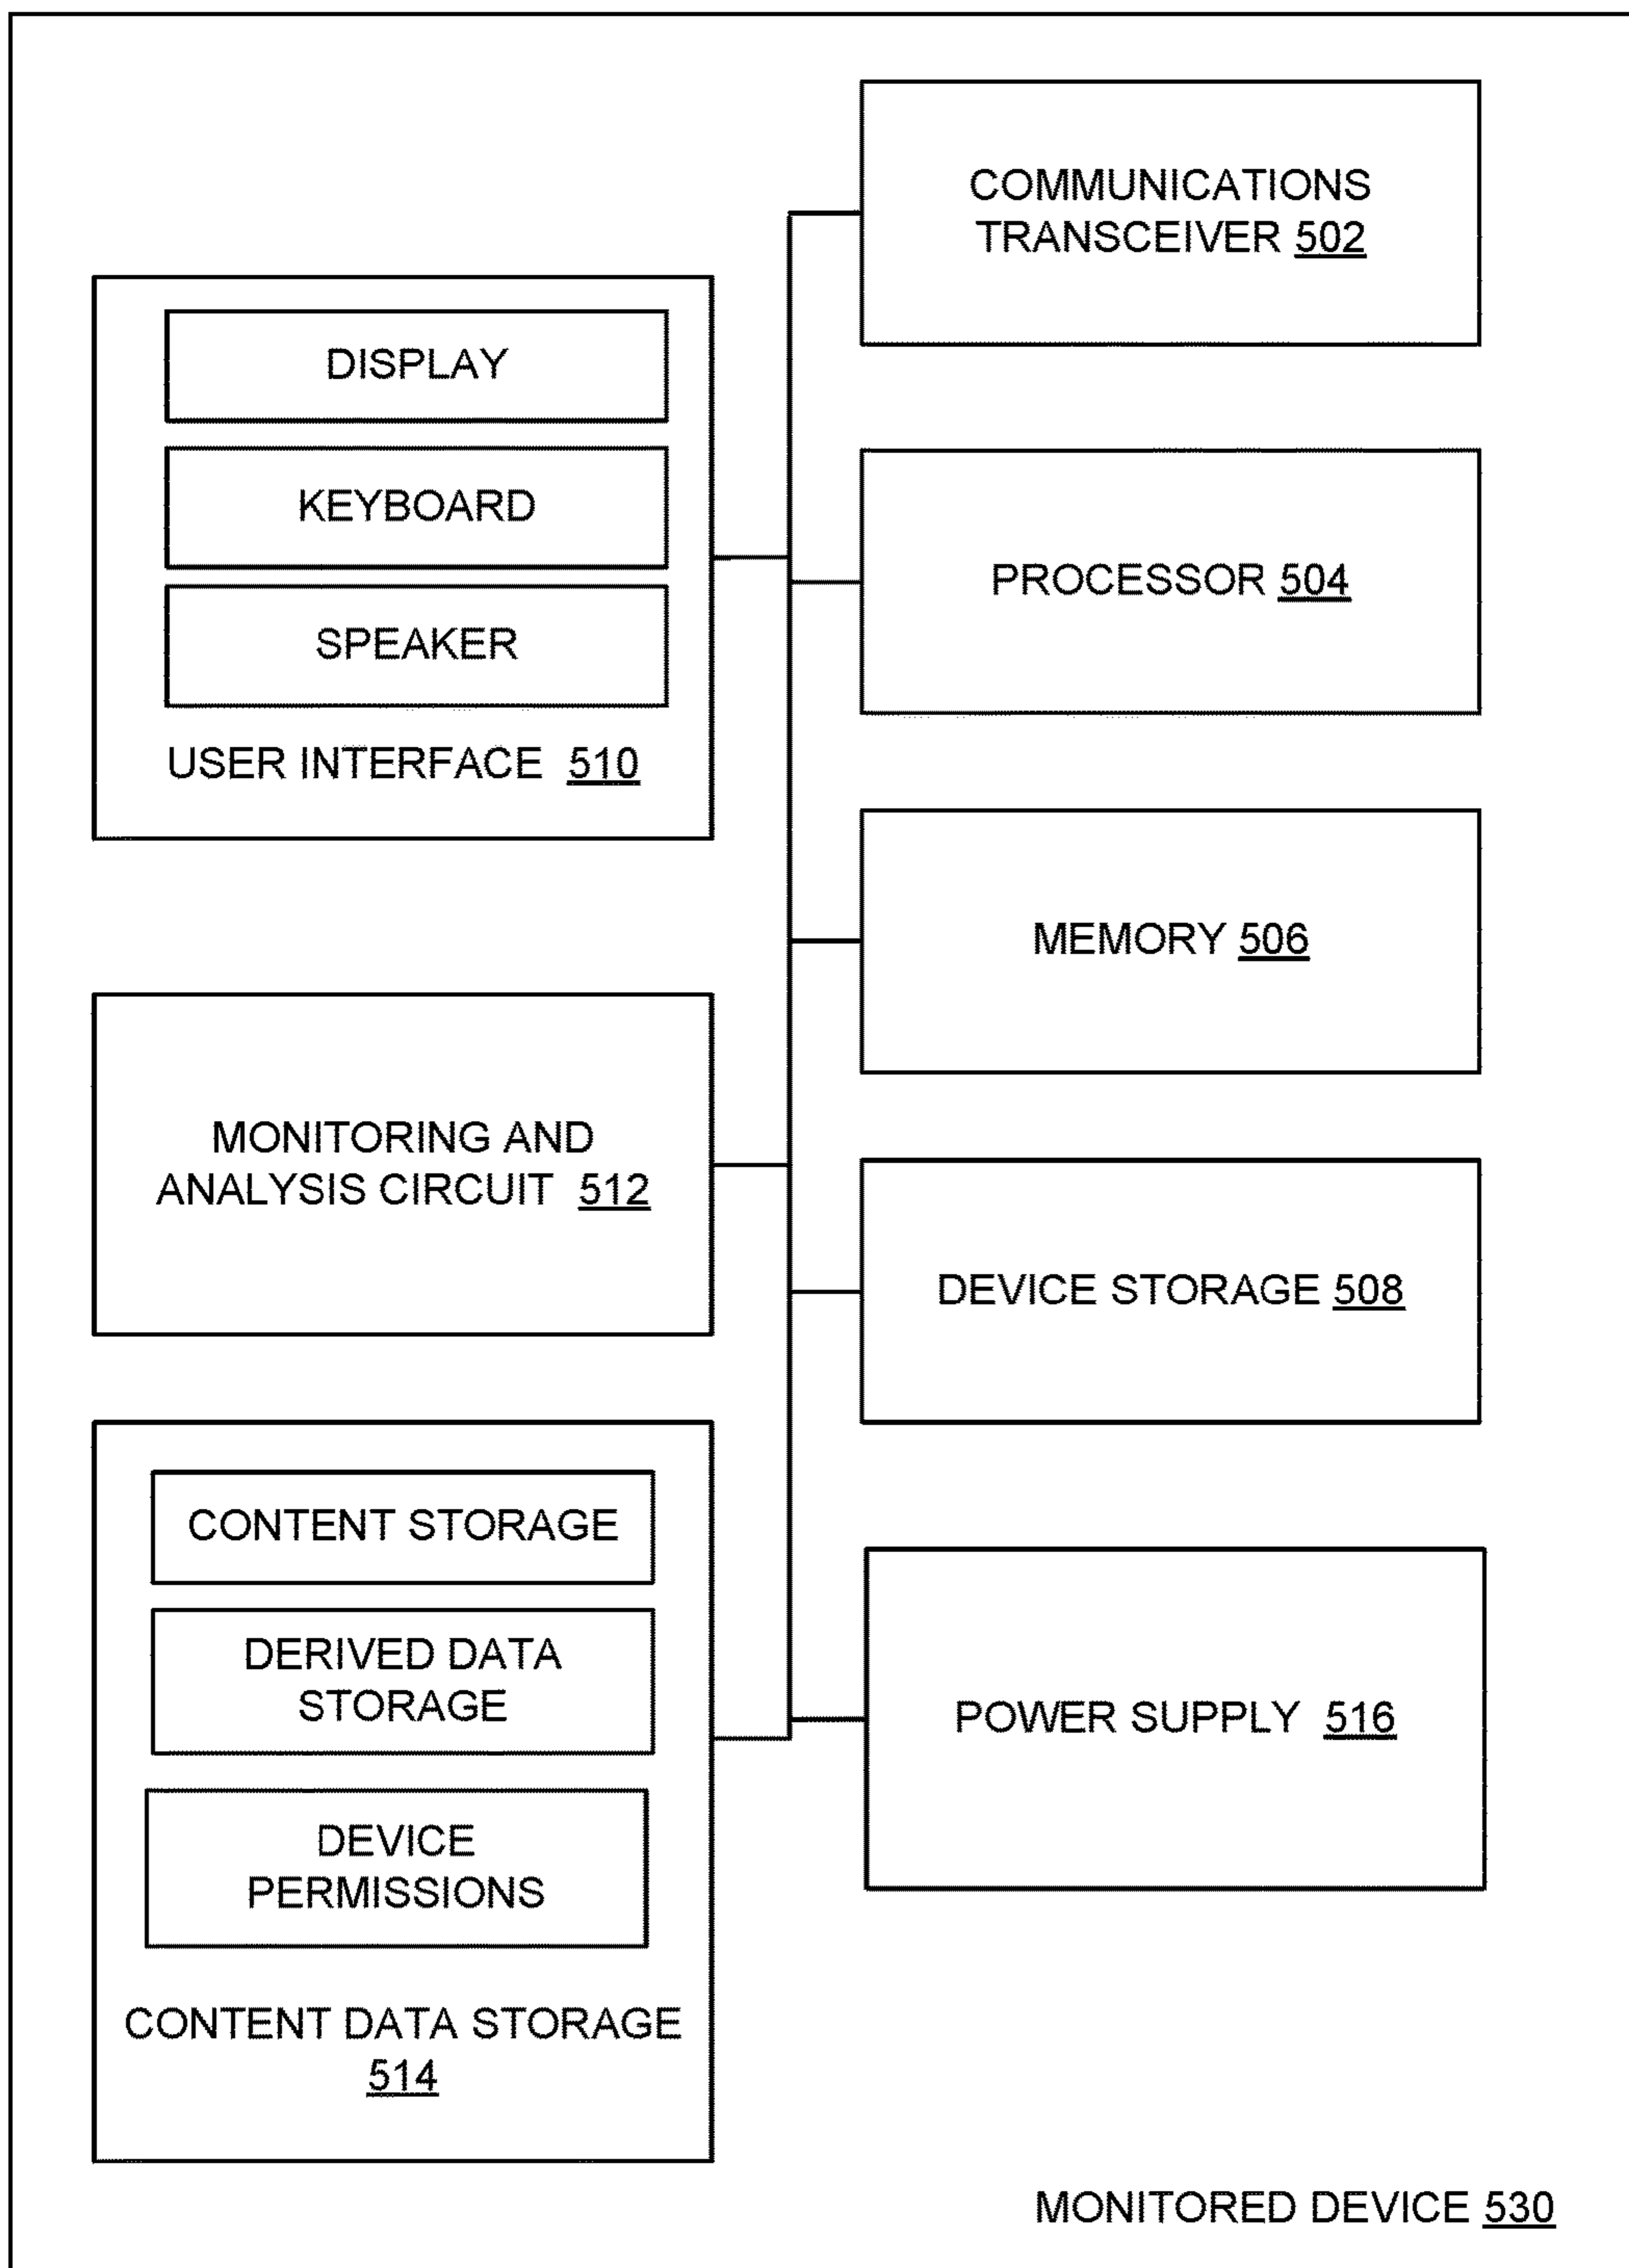 COMMUNICATIONS
TRANSCEIVER 502
DISPLAY
KEYBOARD
SPEAKER
USER INTERFACE 510
PROCESSOR 504
MEMORY 506
MONITORING AND
ANALYSIS CIRCUIT 512
DEVICE STORAGE 508
CONTENT STORAGE
DERIVED DATA
STORAGE
DEVICE
PERMISSIONS
CONTENT DATA STORAGE
514
POWER SUPPLY 516
MONITORED DEVICE 530